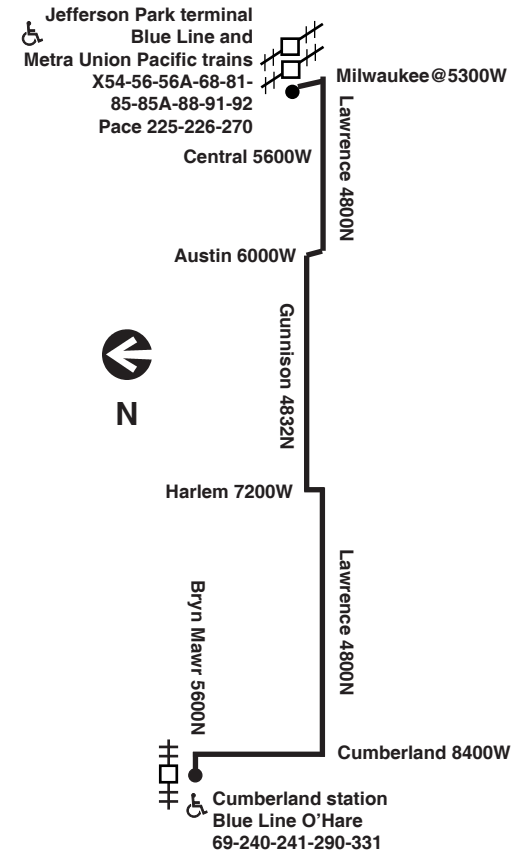 Jefferson Park terminal
Blue Line and
Metra Union Pacific trains
X54-56-56A-68-81-
85-85A-88-91-92
Pace 225-226-270
Milwaukee@5300W
Lawrence 4800N
Central 5600W
Austin 6000W
Gunnison 4832N
N
Harlem 7200W
Lawrence 4800N
Bryn Mawr 5600N
Cumberland 8400W
Cumberland station
Blue Line O'Hare
69-240-241-290-331